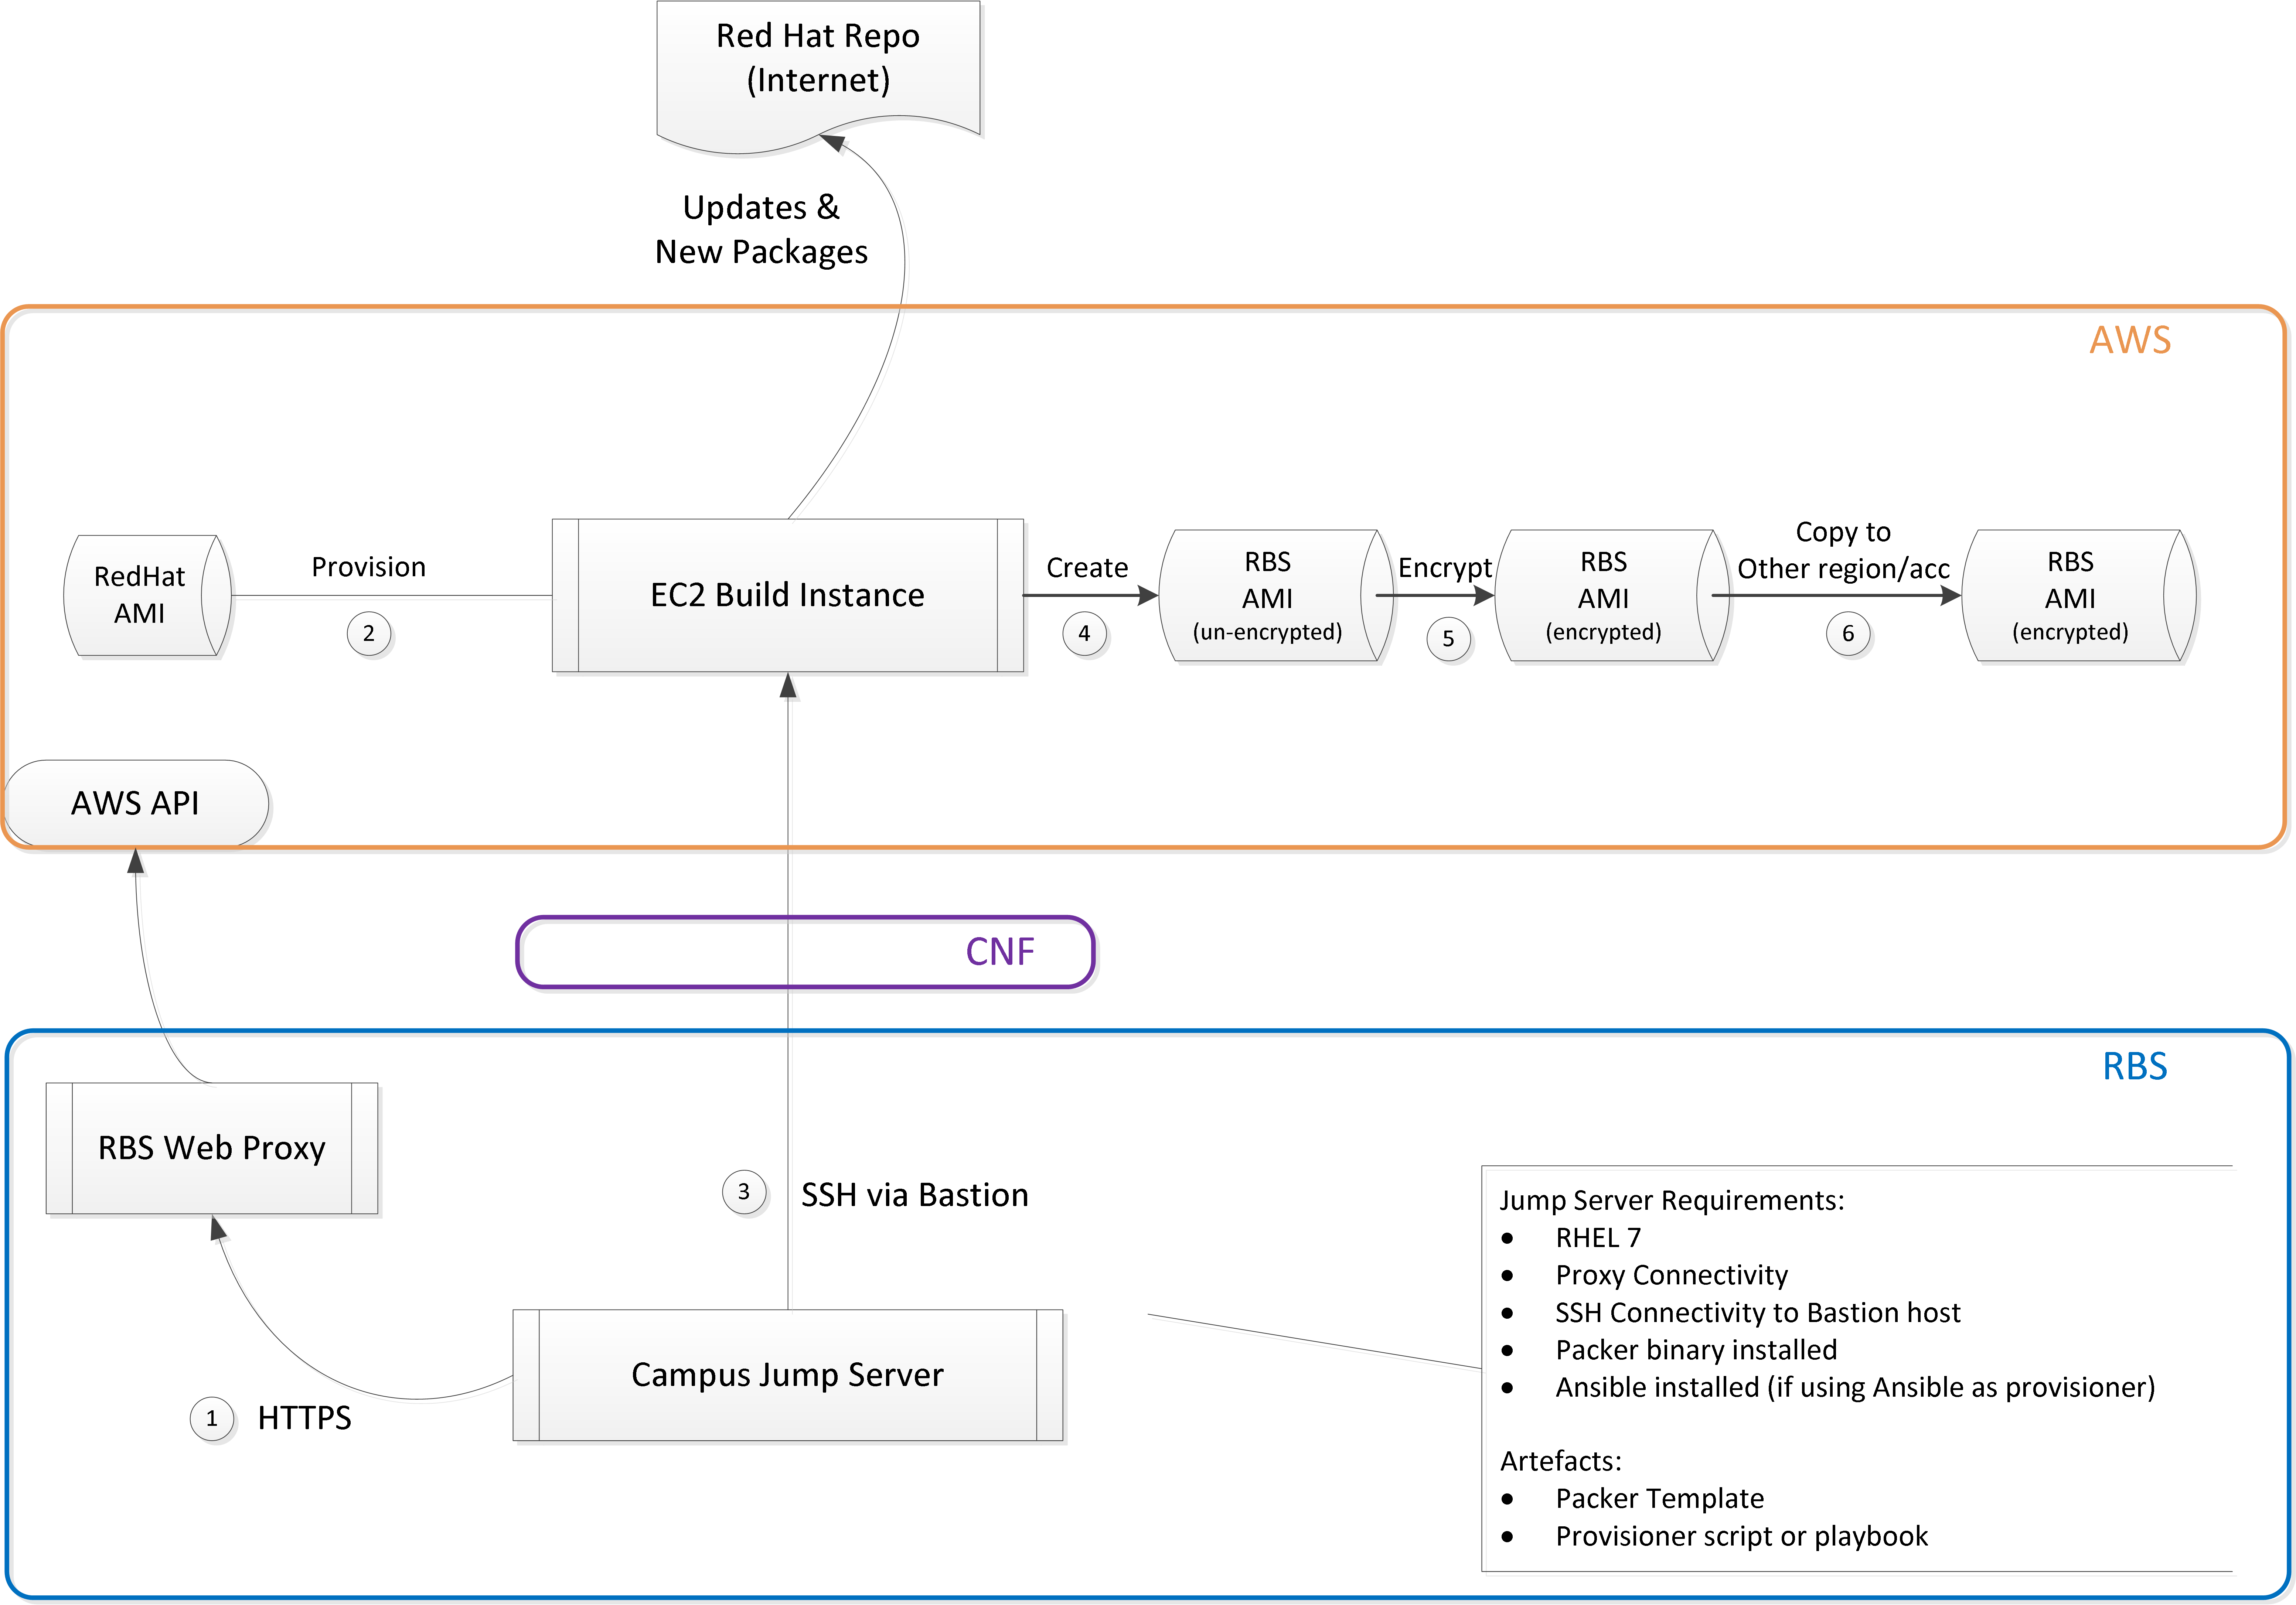 Red Hat Repo
(Internet)
Updates &
New Packages
AWS
RedHat
AMI
Provision
2
EC2 Build Instance
Create
4
RBS
AMI
(un-encrypted)
Encrypt
5
RBS
AMI
(encrypted)
Copy to
Other region/acc
6
RBS
AMI
(encrypted)
AWS API
CNF
RBS
RBS Web Proxy
3
SSH via Bastion
1
HTTPS
Campus Jump Server
Jump Server Requirements:
● RHEL 7
● Proxy Connectivity
● SSH Connectivity to Bastion host
● Packer binary installed
● Ansible installed (if using Ansible as provisioner)
Artefacts:
● Packer Template
● Provisioner script or playbook